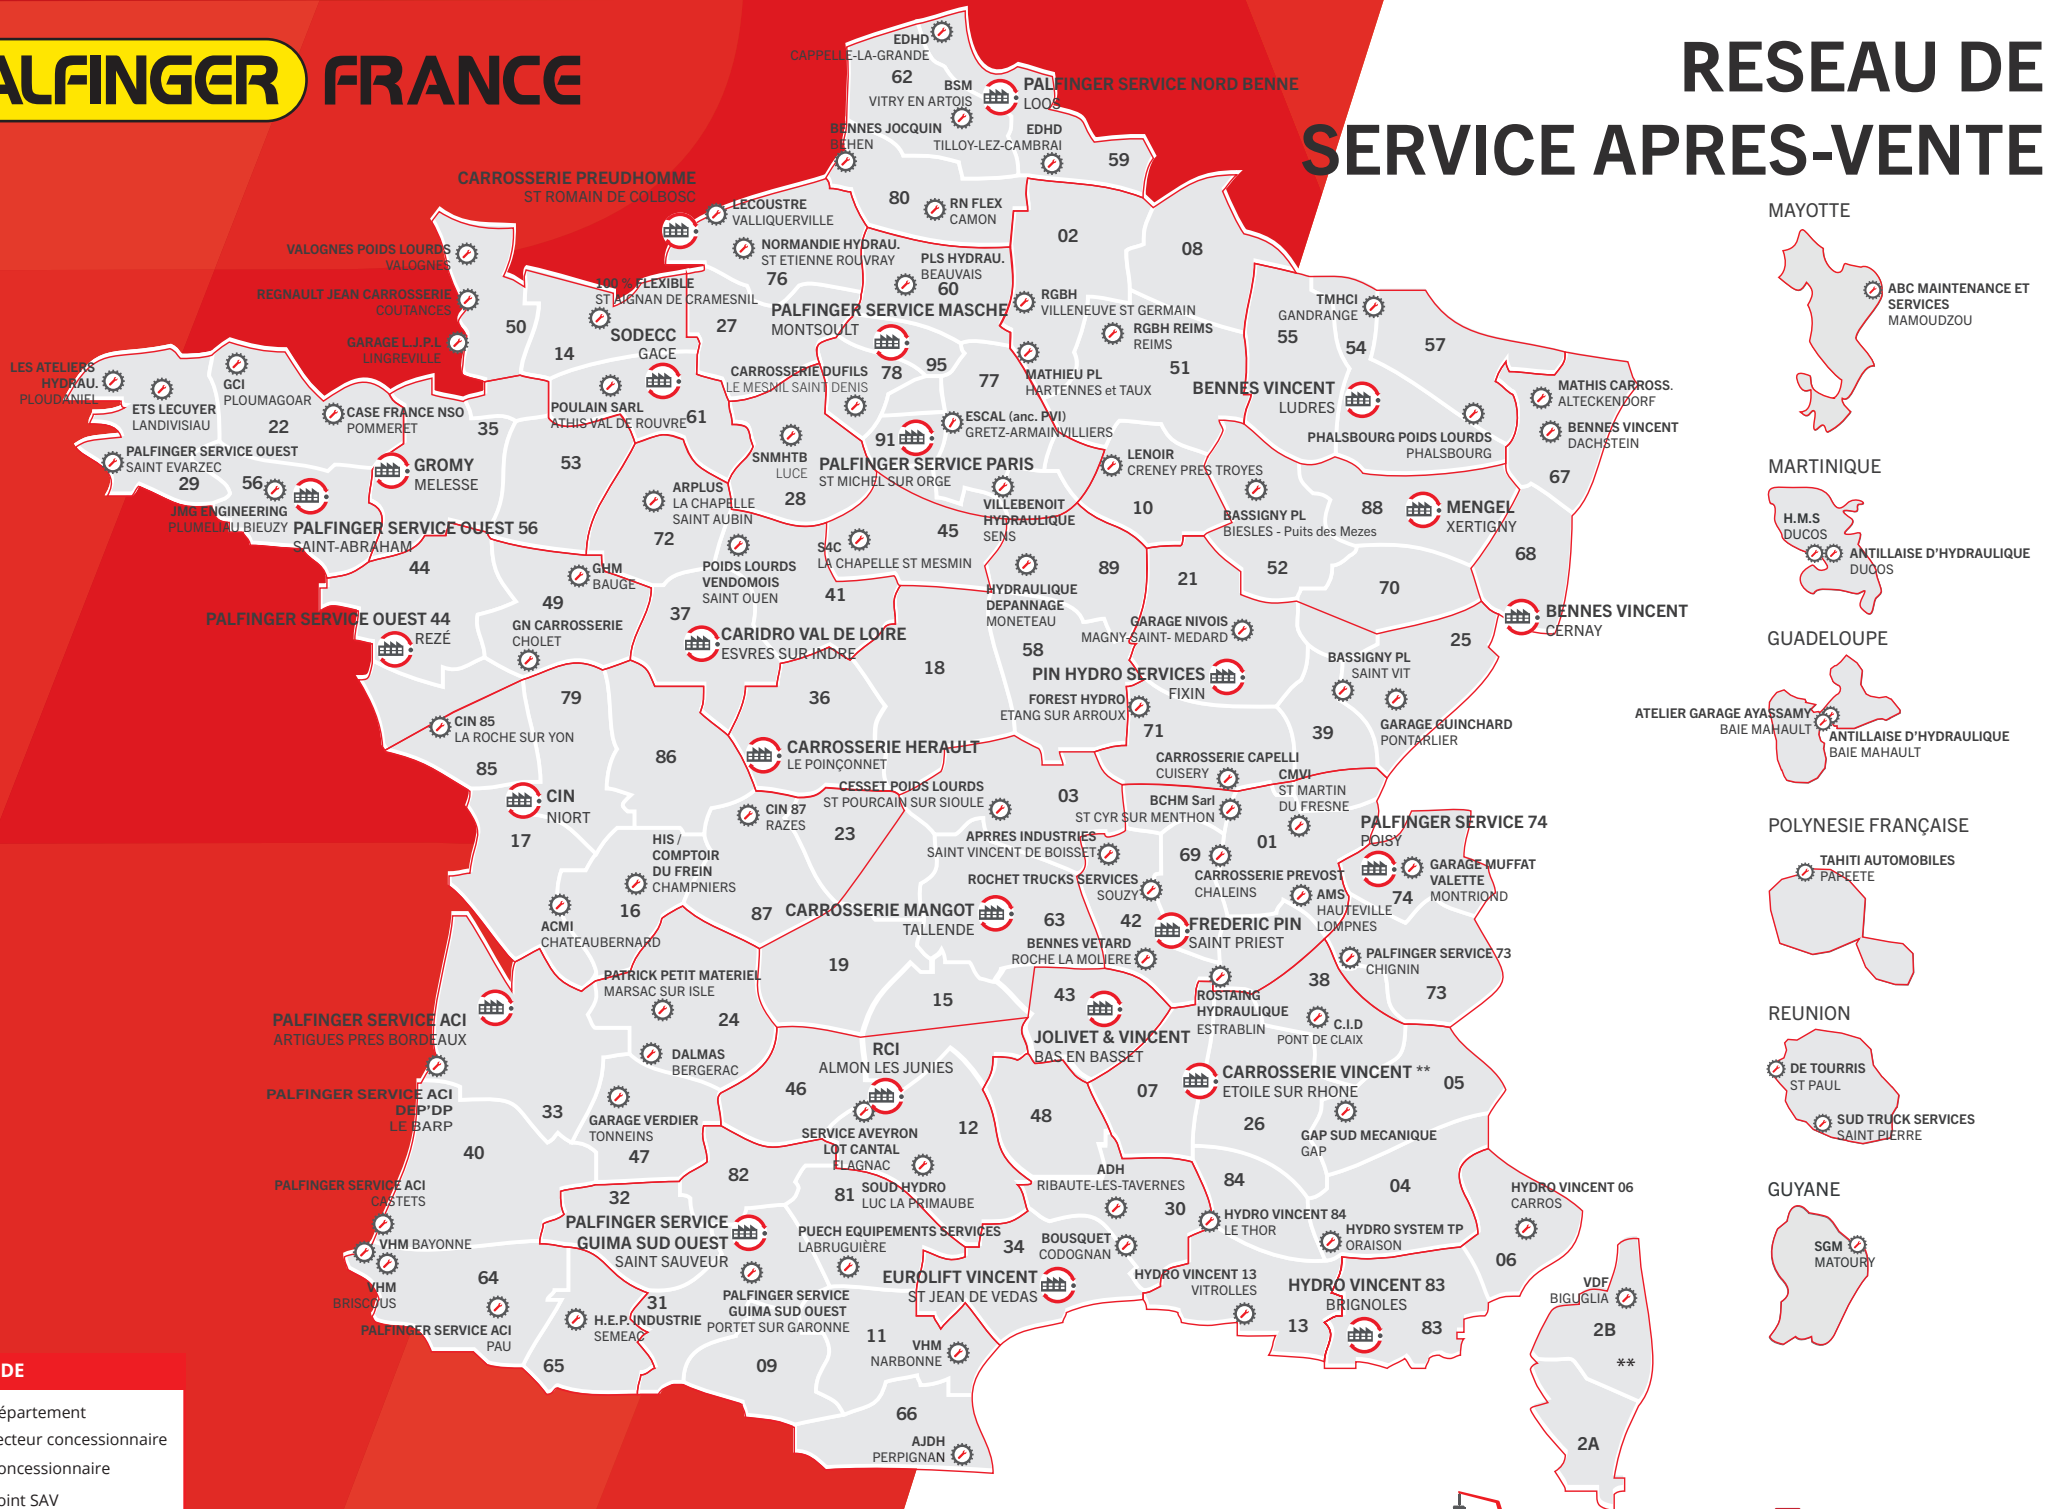 ALFINGER FRANCE
RESEAU DE
SERVICE APRES-VENTE
EDHD
CAPPELLE-LA-GRANDE
62
BSM
VITRY EN ARTOIS
PALFINGER SERVICE NORD BENNE
LOOS
BENNES JOCQUIN
BEHEN
EDHD
TILLOY-LEZ-CAMBRAI
59
CARROSSERIE PREUDHOMME
ST ROMAIN DE COLBOSC
80
RN FLEX
CAMON
LECOUSTRE
VALLIQUERVILLE
NORMANDIE HYDRAU.
ST ETIENNE ROUVRAY
76
02
08
VALOGNES POIDS LOURDS
VALOGNES
REGNAULT JEAN CARROSSERIE
COUTANCES
GARAGE L.J.P.L
LINGREVILLE
50
100 % FLEXIBLE
ST AIGNAN DE CRAMESNIL
14
SODECC
GACE
27
PLS HYDRAU.
BEAUVAIS
60
PALFINGER SERVICE MASCHE
MONTSOULT
RGBH
VILLENEUVE ST GERMAIN
RGBH REIMS
REIMS
51
MATHIEU PL
HARTENNES et TAUX
TMHCI
GANDRANGE
55
54
57
BENNES VINCENT
LUDRES
PHALSBOURG POIDS LOURDS
PHALSBOURG
MATHIS CARROSS.
ALTECKENDORF
BENNES VINCENT
DACHSTEIN
67
LES ATELIERS
HYDRAU.
PLOUDANIEL
ETS LECUYER
LANDIVISIAU
GCI
PLOUMAGOAR
22
CASE FRANCE NSO
POMMERET
35
PALFINGER SERVICE OUEST
SAINT EVARZEC
29
56
JMG ENGINEERING
PLUMELIAU BIEUZY
PALFINGER SERVICE OUEST 56
SAINT-ABRAHAM
GROMY
MELESSE
POULAIN SARL
ATHIS VAL DE ROUVRE
61
53
CARROSSERIE DUFILS
LE MESNIL SAINT DENIS
78
95
77
91
ESCAL (anc. PVI)
GRETZ-ARMAINVILLIERS
PALFINGER SERVICE PARIS
ST MICHEL SUR ORGE
SNMHTB
LUCE
28
ARPLUS
LA CHAPELLE
SAINT AUBIN
72
POIDS LOURDS
VENDOMOIS
SAINT OUEN
S4C
LA CHAPELLE ST MESMIN
45
41
VILLEBENOIT
HYDRAULIQUE
SENS
HYDRAULIQUE
DEPANNAGE
MONETEAU
89
LENOIR
CRENEY PRES TROYES
10
BASSIGNY PL
BIESLES - Puits des Mezes
52
88
MENGEL
XERTIGNY
68
70
BENNES VINCENT
CERNAY
25
44
PALFINGER SERVICE OUEST 44
REZÉ
GHM
BAUGE
49
GN CARROSSERIE
CHOLET
37
CARIDRO VAL DE LOIRE
ESVRES SUR INDRE
21
GARAGE NIVOIS
MAGNY-SAINT- MEDARD
58
PIN HYDRO SERVICES
FIXIN
FOREST HYDRO
ETANG SUR ARROUX
71
BASSIGNY PL
SAINT VIT
GARAGE GUINCHARD
PONTARLIER
39
18
36
CARROSSERIE HERAULT
LE POINÇONNET
79
CIN 85
LA ROCHE SUR YON
85
86
CIN
NIORT
17
HIS /
COMPTOIR
DU FREIN
CHAMPNIERS
16
ACMI
CHATEAUBERNARD
CIN 87
RAZES
23
87
CESSET POIDS LOURDS
ST POURCAIN SUR SIOULE
03
CARROSSERIE CAPELLI
CUISERY
CMVI
ST MARTIN
DU FRESNE
BCHM Sarl
ST CYR SUR MENTHON
APRRES INDUSTRIES
SAINT VINCENT DE BOISSET
69
01
CARROSSERIE PREVOST
CHALEINS
ROCHET TRUCKS SERVICES
SOUZY
PALFINGER SERVICE 74
POISY
GARAGE MUFFAT
VALETTE
MONTRIOND
74
AMS
HAUTEVILLE
LOMPNES
CARROSSERIE MANGOT
TALLENDE
63
42
FREDERIC PIN
SAINT PRIEST
BENNES VETARD
ROCHE LA MOLIERE
PALFINGER SERVICE 73
CHIGNIN
73
38
ROSTAING
HYDRAULIQUE
ESTRABLIN
C.I.D
PONT DE CLAIX
19
15
43
JOLIVET & VINCENT
BAS EN BASSET
PATRICK PETIT MATERIEL
MARSAC SUR ISLE
24
DALMAS
BERGERAC
PALFINGER SERVICE ACI
ARTIGUES PRES BORDEAUX
PALFINGER SERVICE ACI
DEP'DP
LE BARP
33
GARAGE VERDIER
TONNEINS
47
40
RCI
ALMON LES JUNIES
46
SERVICE AVEYRON
LOT CANTAL
FLAGNAC
12
48
07
CARROSSERIE VINCENT **
ETOILE SUR RHONE
26
05
GAP SUD MECANIQUE
GAP
PALFINGER SERVICE ACI
CASTETS
VHM BAYONNE
VHM
BRISCOUS
64
PALFINGER SERVICE ACI
PAU
32
82
81
SOUD HYDRO
LUC LA PRIMAUBE
PALFINGER SERVICE
GUIMA SUD OUEST
SAINT SAUVEUR
PUECH EQUIPEMENTS SERVICES
LABRUGUIÈRE
31
H.E.P. INDUSTRIE
SEMEAC
65
PALFINGER SERVICE
GUIMA SUD OUEST
PORTET SUR GARONNE
09
11
VHM
NARBONNE
66
AJDH
PERPIGNAN
ADH
RIBAUTE-LES-TAVERNES
30
34
BOUSQUET
CODOGNAN
EUROLIFT VINCENT
ST JEAN DE VEDAS
84
HYDRO VINCENT 84
LE THOR
04
HYDRO SYSTEM TP
ORAISON
HYDRO VINCENT 13
VITROLLES
13
HYDRO VINCENT 83
BRIGNOLES
83
HYDRO VINCENT 06
CARROS
06
VDF
BIGUGLIA
2B
**
2A
MAYOTTE
ABC MAINTENANCE ET
SERVICES
MAMOUDZOU
MARTINIQUE
H.M.S
DUCOS
ANTILLAISE D'HYDRAULIQUE
DUCOS
GUADELOUPE
ATELIER GARAGE AYASSAMY
BAIE MAHAULT
ANTILLAISE D'HYDRAULIQUE
BAIE MAHAULT
POLYNESIE FRANÇAISE
TAHITI AUTOMOBILES
PAPEETE
REUNION
DE TOURRIS
ST PAUL
SUD TRUCK SERVICES
SAINT PIERRE
GUYANE
SGM
MATOURY
DE
épartement
ecteur concessionnaire
oncessionnaire
oint SAV